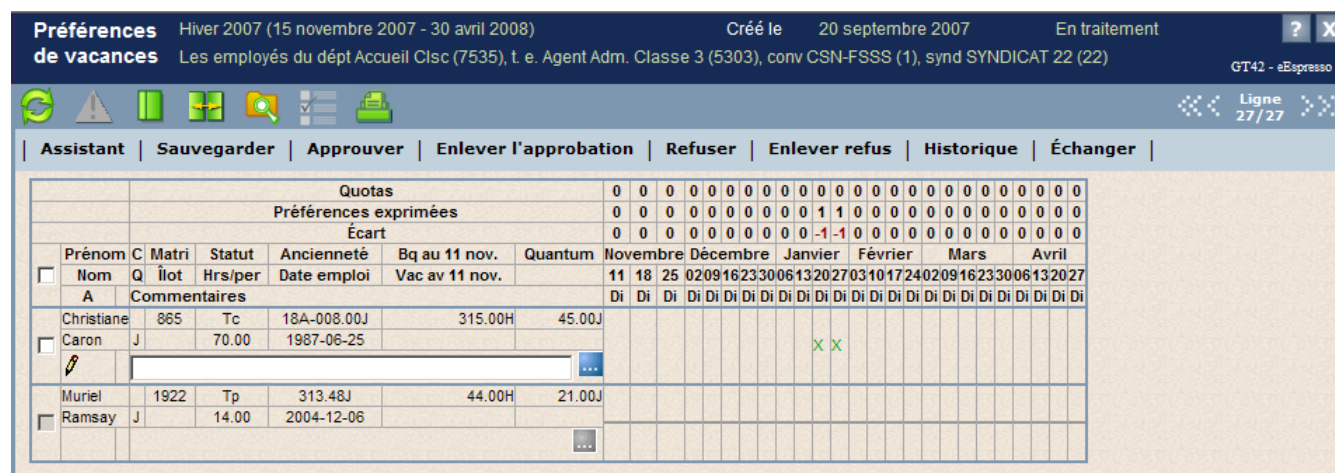 Préférences Hiver 2007 (15 novembre 2007 - 30 avril 2008) Créé le 20 septembre 2007 En traitement ? X
de vacances Les employés du dépt Accueil Clsc (7535), t. e. Agent Adm. Classe 3 (5303), conv CSN-FSSS (1), synd SYNDICAT 22 (22)
GT42 - eEspresso
Ligne
27/27
| Assistant | Sauvegarder | Approuver | Enlever l'approbation | Refuser | Enlever refus | Historique | Échanger |
Quotas 0 0 0 0 0 0 0 0 0 0 0 0 0 0 0 0 0 0 0 0 0 0 0 0 0
Préférences exprimées 0 0 0 0 0 0 0 0 0 0 1 1 0 0 0 0 0 0 0 0 0 0 0 0 0
Écart 0 0 0 0 0 0 0 0 0 0 -1 -1 0 0 0 0 0 0 0 0 0 0 0 0 0
Prénom C Matri Statut Ancienneté Bq au 11 nov. Quantum Novembre Décembre Janvier Février Mars Avril
Nom Q Îlot Hrs/per Date emploi Vac av 11 nov. 11 18 25 02 09 16 23 30 06 13 20 27 03 10 17 24 02 09 16 23 30 06 13 20 27
A Commentaires Di Di Di Di Di Di Di Di Di Di Di Di Di Di Di Di Di Di Di Di Di Di Di Di Di
Christiane 865 Tc 18A-008.00J 315.00H 45.00J
Caron J 70.00 1987-06-25 X X
...
Muriel 1922 Tp 313.48J 44.00H 21.00J
Ramsay J 14.00 2004-12-06
...